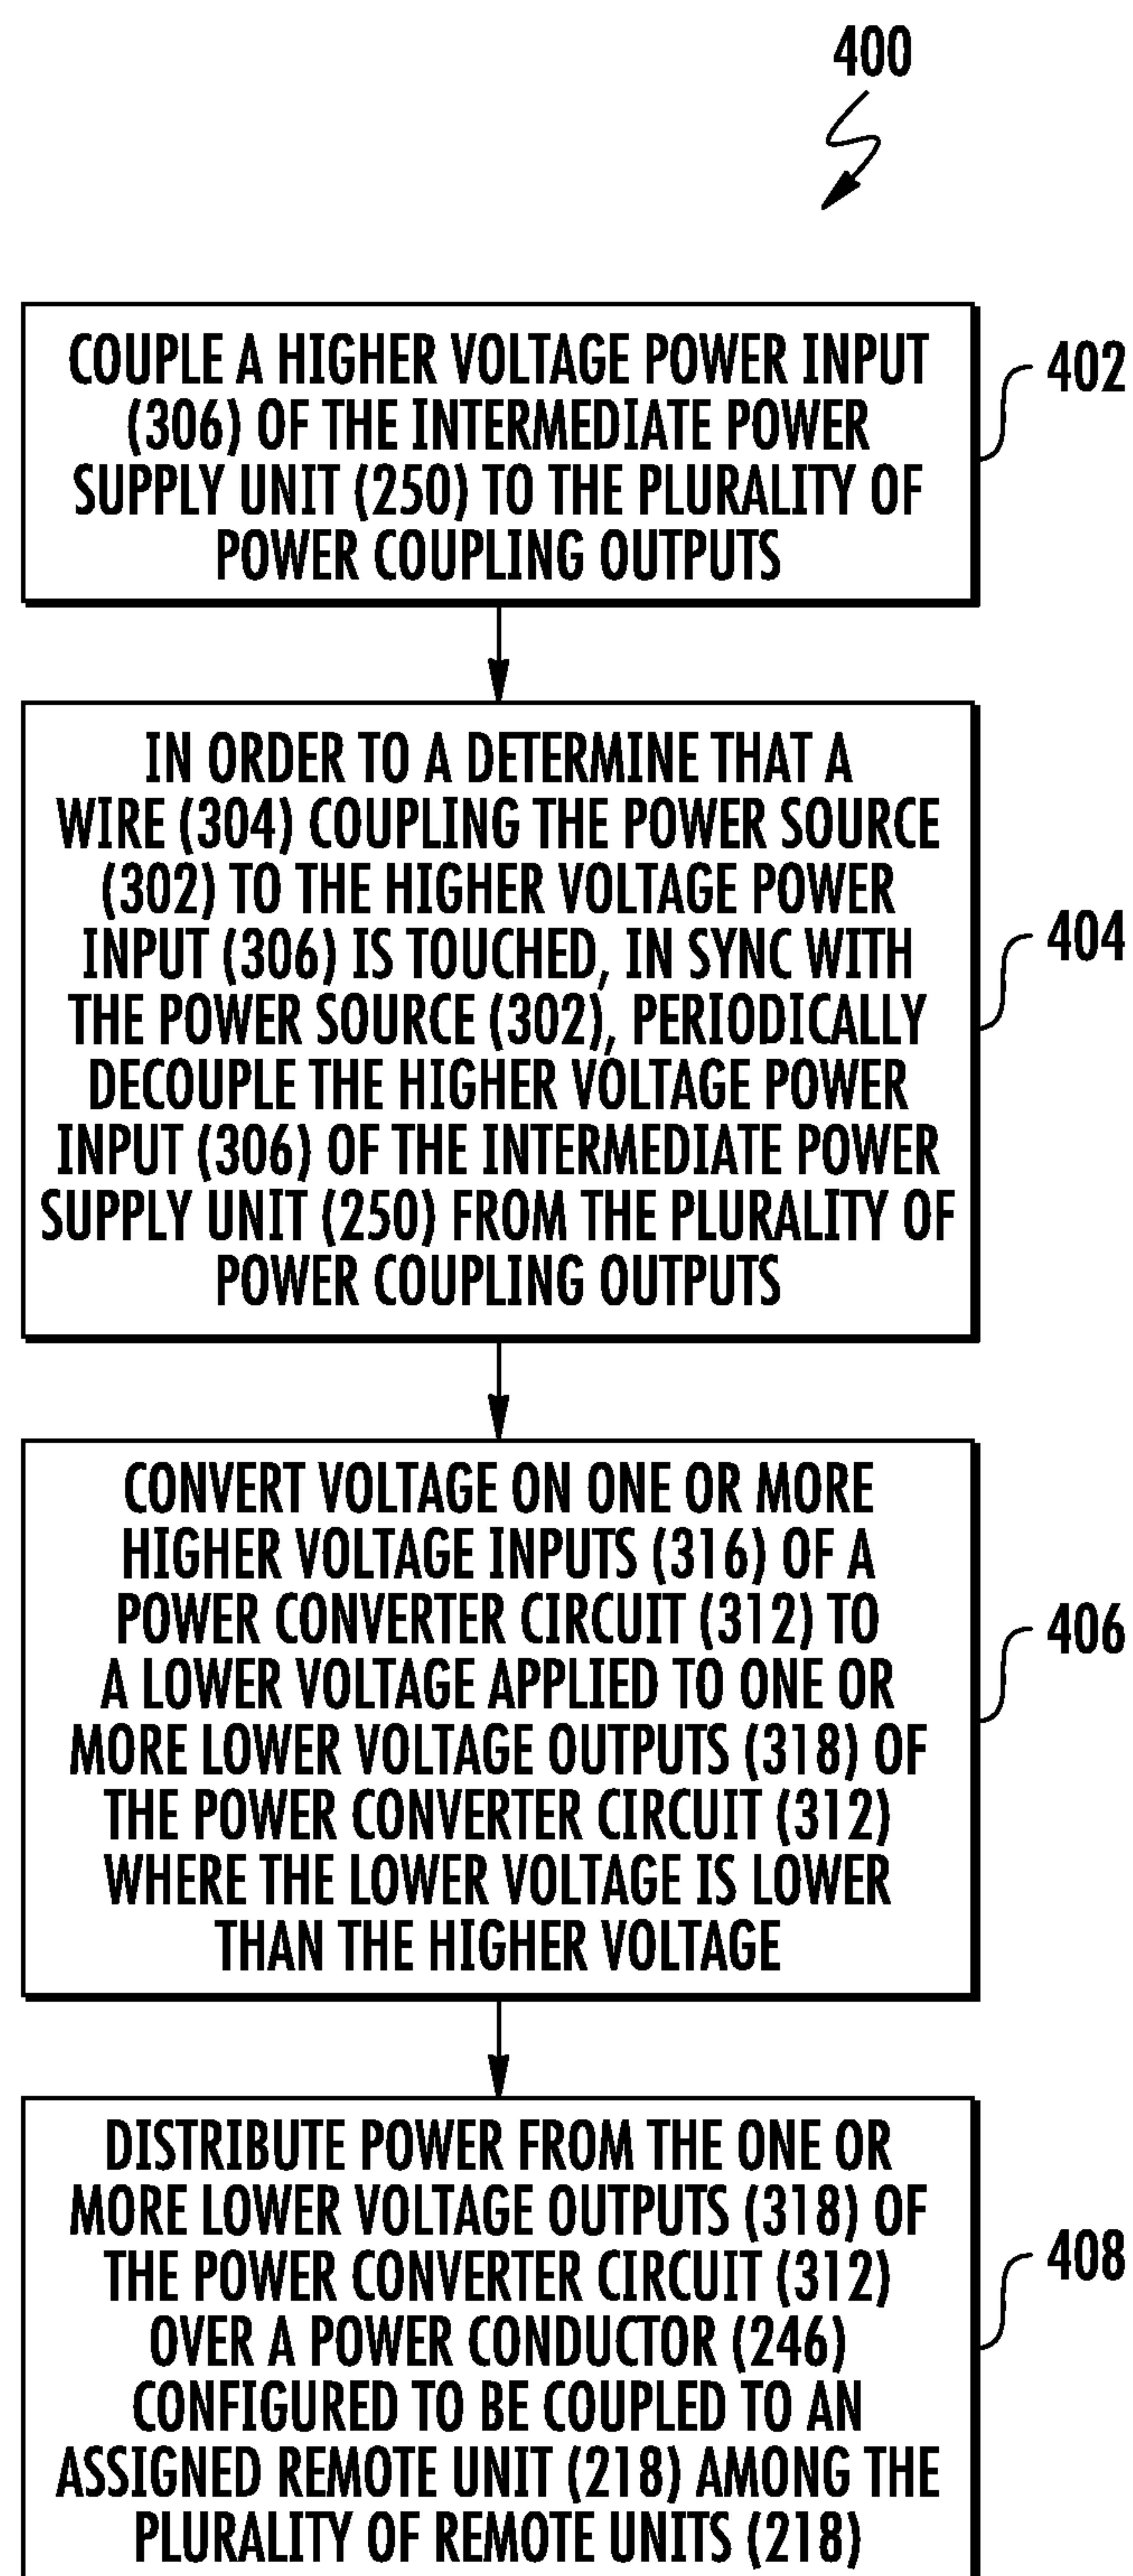 400
COUPLE A HIGHER VOLTAGE POWER INPUT
(306) OF THE INTERMEDIATE POWER
SUPPLY UNIT (250) TO THE PLURALITY OF
POWER COUPLING OUTPUTS
402
IN ORDER TO A DETERMINE THAT A
WIRE (304) COUPLING THE POWER SOURCE
(302) TO THE HIGHER VOLTAGE POWER
INPUT (306) IS TOUCHED, IN SYNC WITH
THE POWER SOURCE (302), PERIODICALLY
DECOUPLE THE HIGHER VOLTAGE POWER
INPUT (306) OF THE INTERMEDIATE POWER
SUPPLY UNIT (250) FROM THE PLURALITY OF
POWER COUPLING OUTPUTS
404
CONVERT VOLTAGE ON ONE OR MORE
HIGHER VOLTAGE INPUTS (316) OF A
POWER CONVERTER CIRCUIT (312) TO
A LOWER VOLTAGE APPLIED TO ONE OR
MORE LOWER VOLTAGE OUTPUTS (318) OF
THE POWER CONVERTER CIRCUIT (312)
WHERE THE LOWER VOLTAGE IS LOWER
THAN THE HIGHER VOLTAGE
406
DISTRIBUTE POWER FROM THE ONE OR
MORE LOWER VOLTAGE OUTPUTS (318) OF
THE POWER CONVERTER CIRCUIT (312)
OVER A POWER CONDUCTOR (246)
CONFIGURED TO BE COUPLED TO AN
ASSIGNED REMOTE UNIT (218) AMONG THE
PLURALITY OF REMOTE UNITS (218)
408